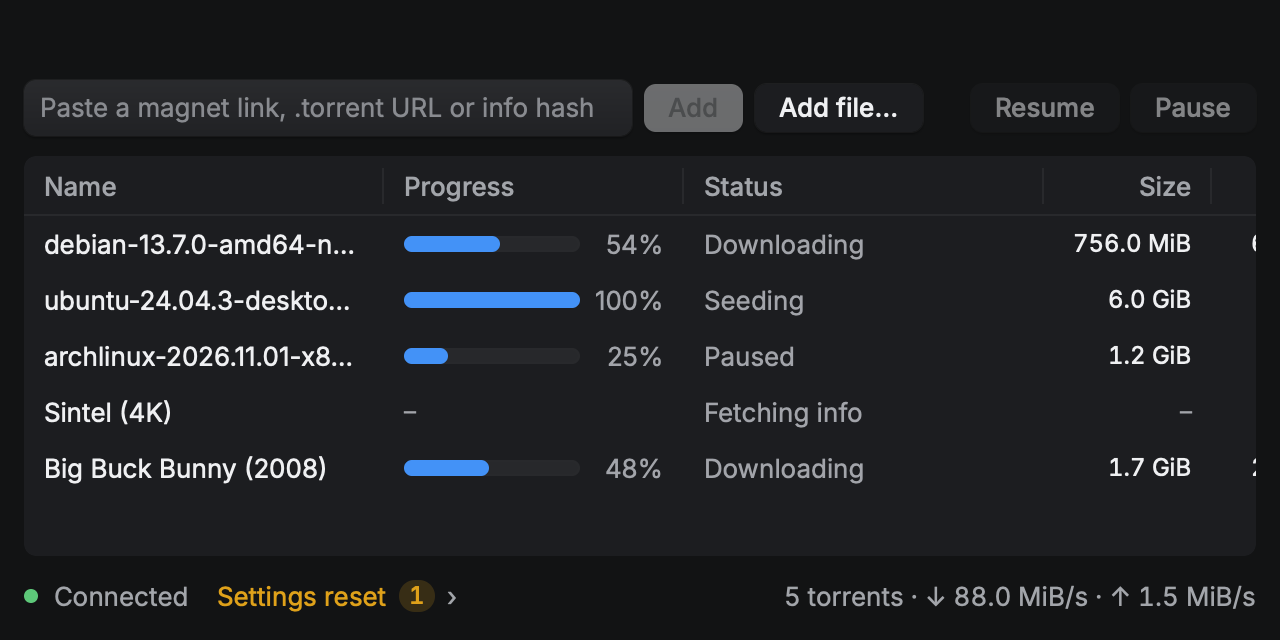 Paste a magnet link, .torrent URL or info hash Add Add file... Resume Pause
Name Progress Status Size
debian-13.7.0-amd64-n... 54% Downloading 756.0 MiB
ubuntu-24.04.3-deskto... 100% Seeding 6.0 GiB
archlinux-2026.11.01-x8... 25% Paused 1.2 GiB
Sintel (4K) – Fetching info –
Big Buck Bunny (2008) 48% Downloading 1.7 GiB
Connected Settings reset 1 › 5 torrents · ↓ 88.0 MiB/s · ↑ 1.5 MiB/s